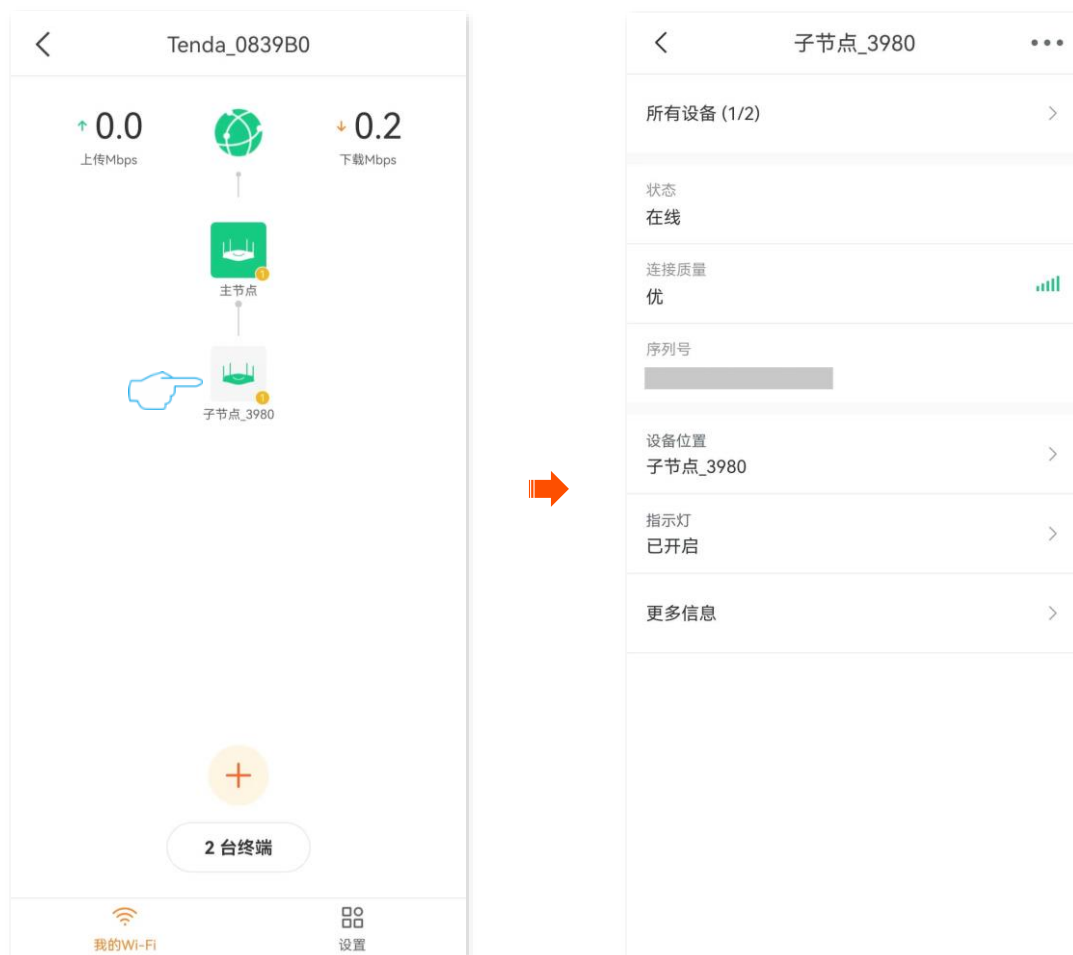 Tenda_0839B0
↑ 0.0
上传Mbps
↓ 0.2
下载Mbps
1
主节点
1
子节点_3980
2 台终端
我的Wi-Fi
设置
子节点_3980
所有设备 (1/2)
状态
在线
连接质量
优
序列号
设备位置
子节点_3980
指示灯
已开启
更多信息